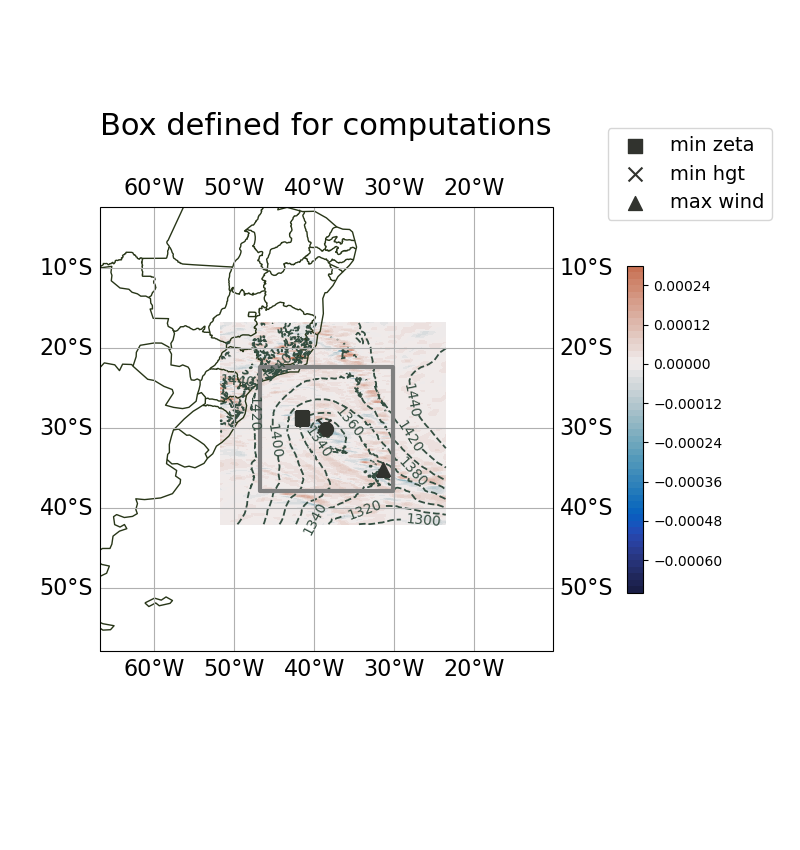 Box defined for computations
min zeta
min hgt
max wind
60°W 50°W 40°W 30°W 20°W
10°S 10°S
20°S 20°S
30°S 30°S
40°S 40°S
50°S 50°S
60°W 50°W 40°W 30°W 20°W
0.00024
0.00012
0.00000
−0.00012
−0.00024
−0.00036
−0.00048
−0.00060
1440
1420
1400
1360
1340
1440
1420
1380
1340
1320
1300